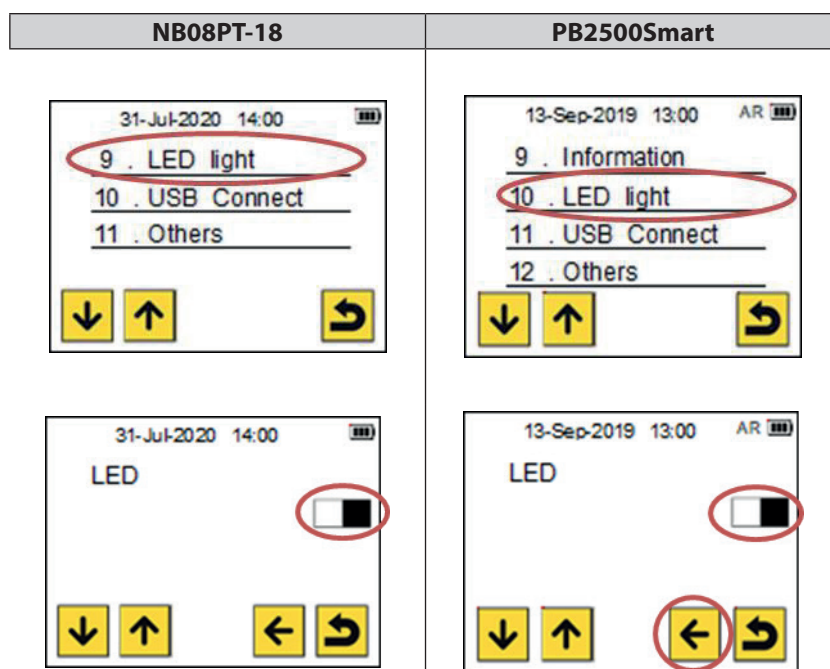 NB08PT-18
PB2500Smart
31-Jul-2020 14:00
9 . LED light
10 . USB Connect
11 . Others
13-Sep-2019 13:00 AR
9 . Information
10 . LED light
11 . USB Connect
12 . Others
31-Jul-2020 14:00
LED
13-Sep-2019 13:00 AR
LED